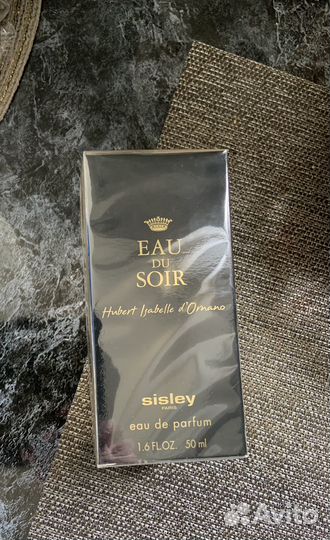 EAU
DU
SOIR
Hubert Isabelle d'Ornano
sisley
PARIS
eau de parfum
1.6 FL.OZ. 50 ml
Avito